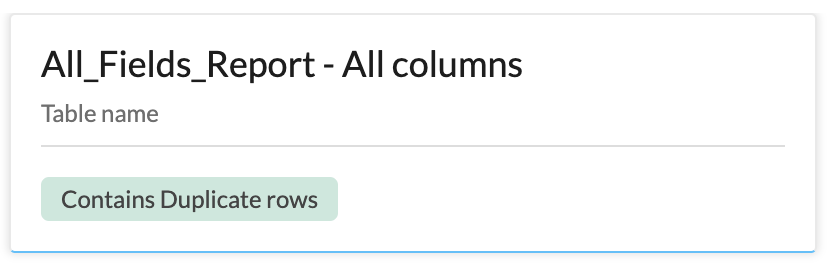 All_Fields_Report - All columns
Table name
Contains Duplicate rows